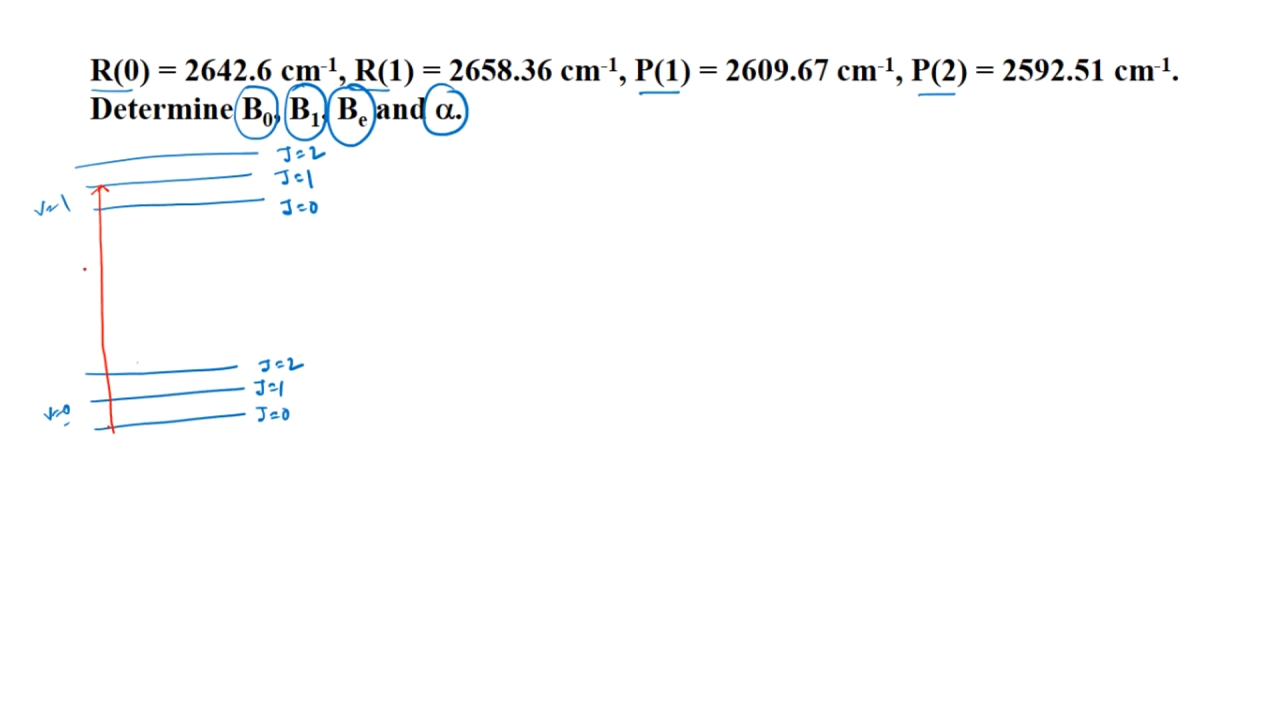 R(0) = 2642.6 cm⁻¹, R(1) = 2658.36 cm⁻¹, P(1) = 2609.67 cm⁻¹, P(2) = 2592.51 cm⁻¹.
Determine B₀, B₁, Bₑ and α.
J=2
J=1
v=1
J=0
J=2
J=1
v=0
J=0